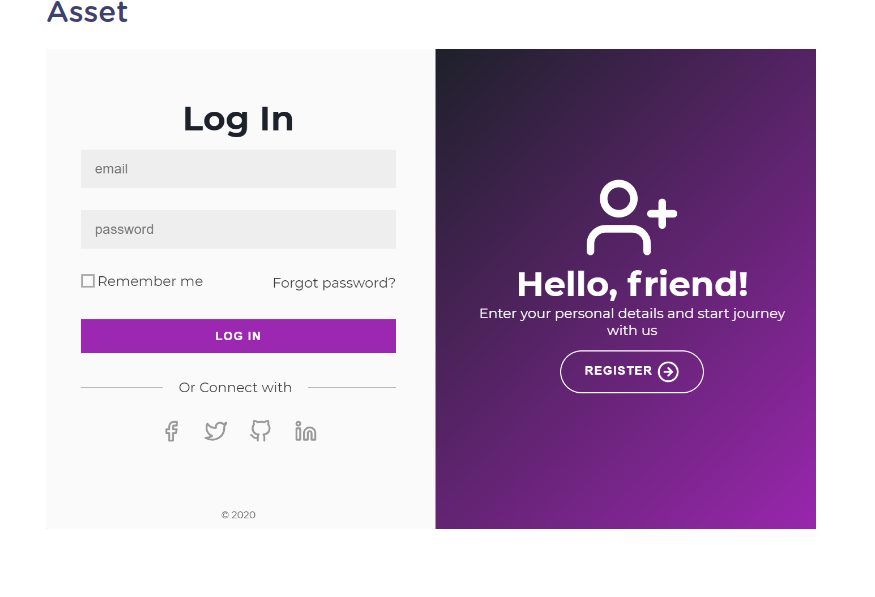 Asset
Log In
email
password
Remember me
Forgot password?
LOG IN
Or Connect with
© 2020
Hello, friend!
Enter your personal details and start journey
with us
REGISTER